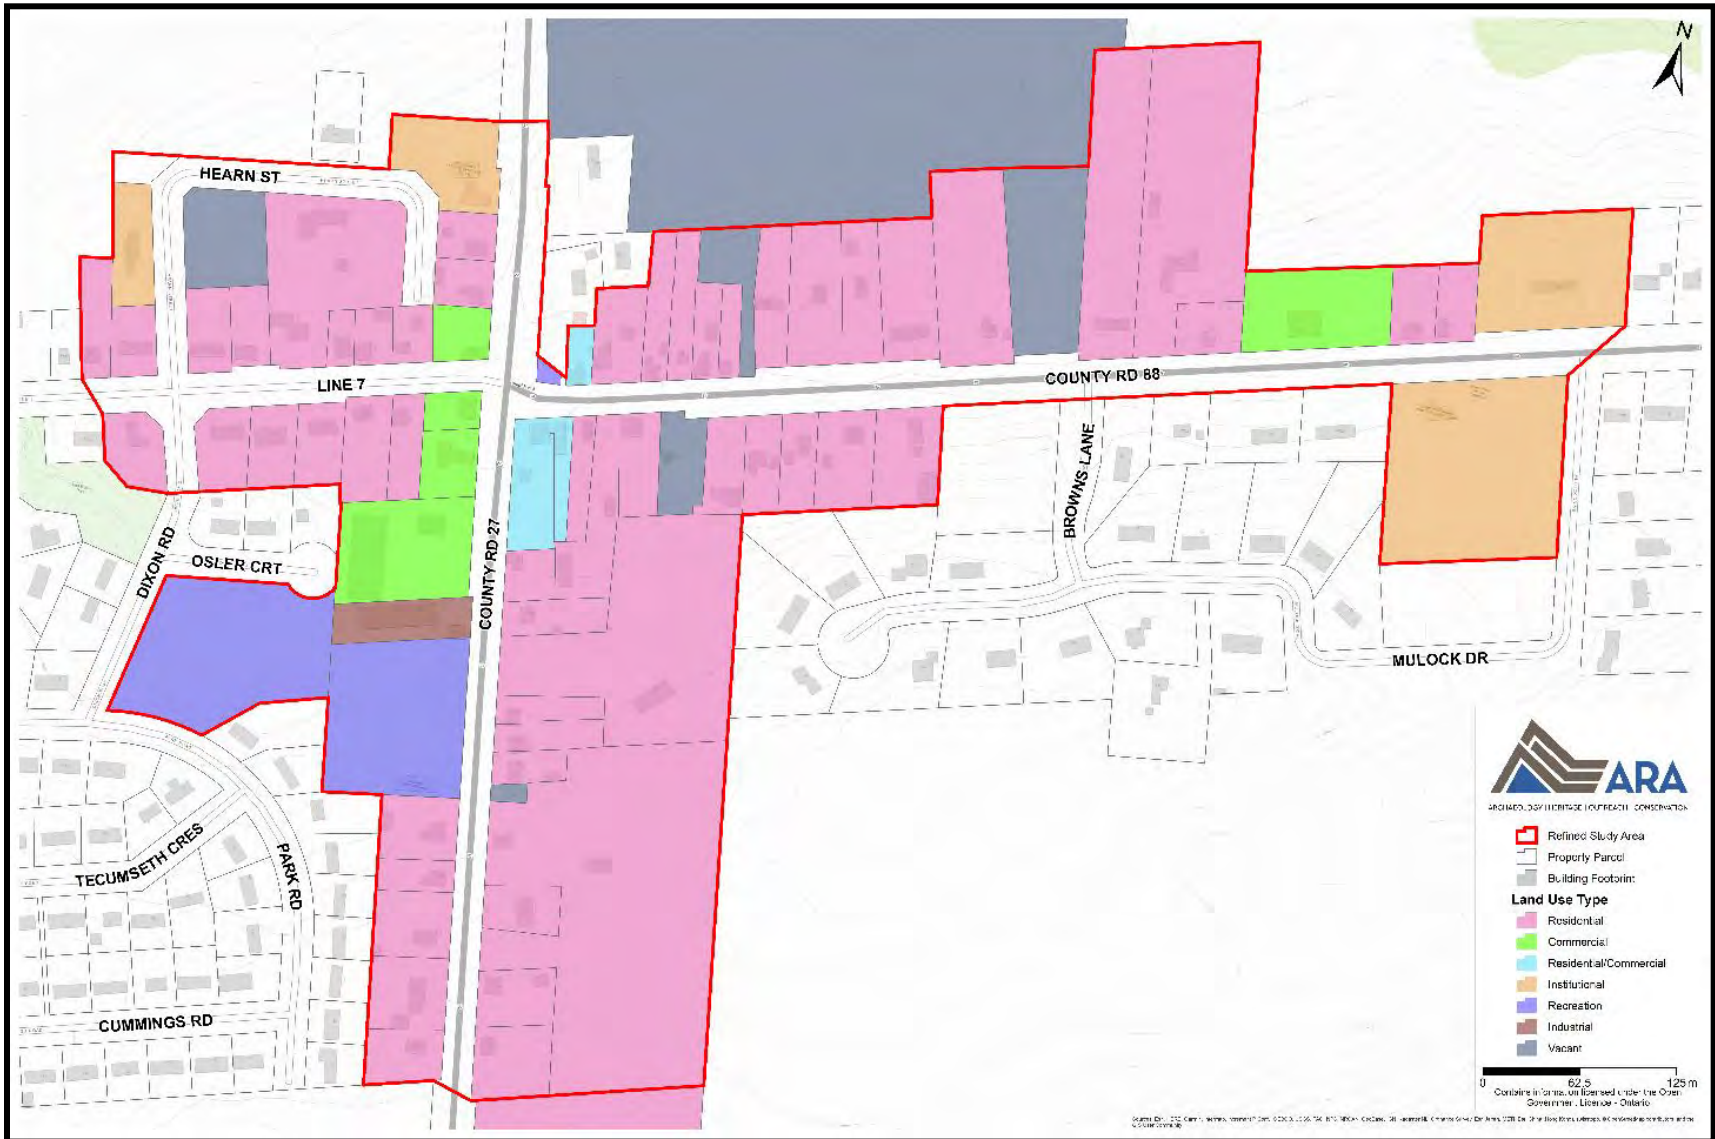 N
HEARN ST
LINE 7
COUNTY RD 88
BROWNS LANE
DIXON RD
OSLER CRT
COUNTY RD 27
MULOCK DR
TECUMSETH CRES
PARK RD
CUMMINGS RD
ARA
ARCHAEOLOGY | HERITAGE | OUTREACH | CONSERVATION
Refined Study Area
Property Parcel
Building Footprint
Land Use Type
Residential
Commercial
Residential/Commercial
Institutional
Recreation
Industrial
Vacant
0 62.5 125 m
Contains information licensed under the Open
Government Licence - Ontario